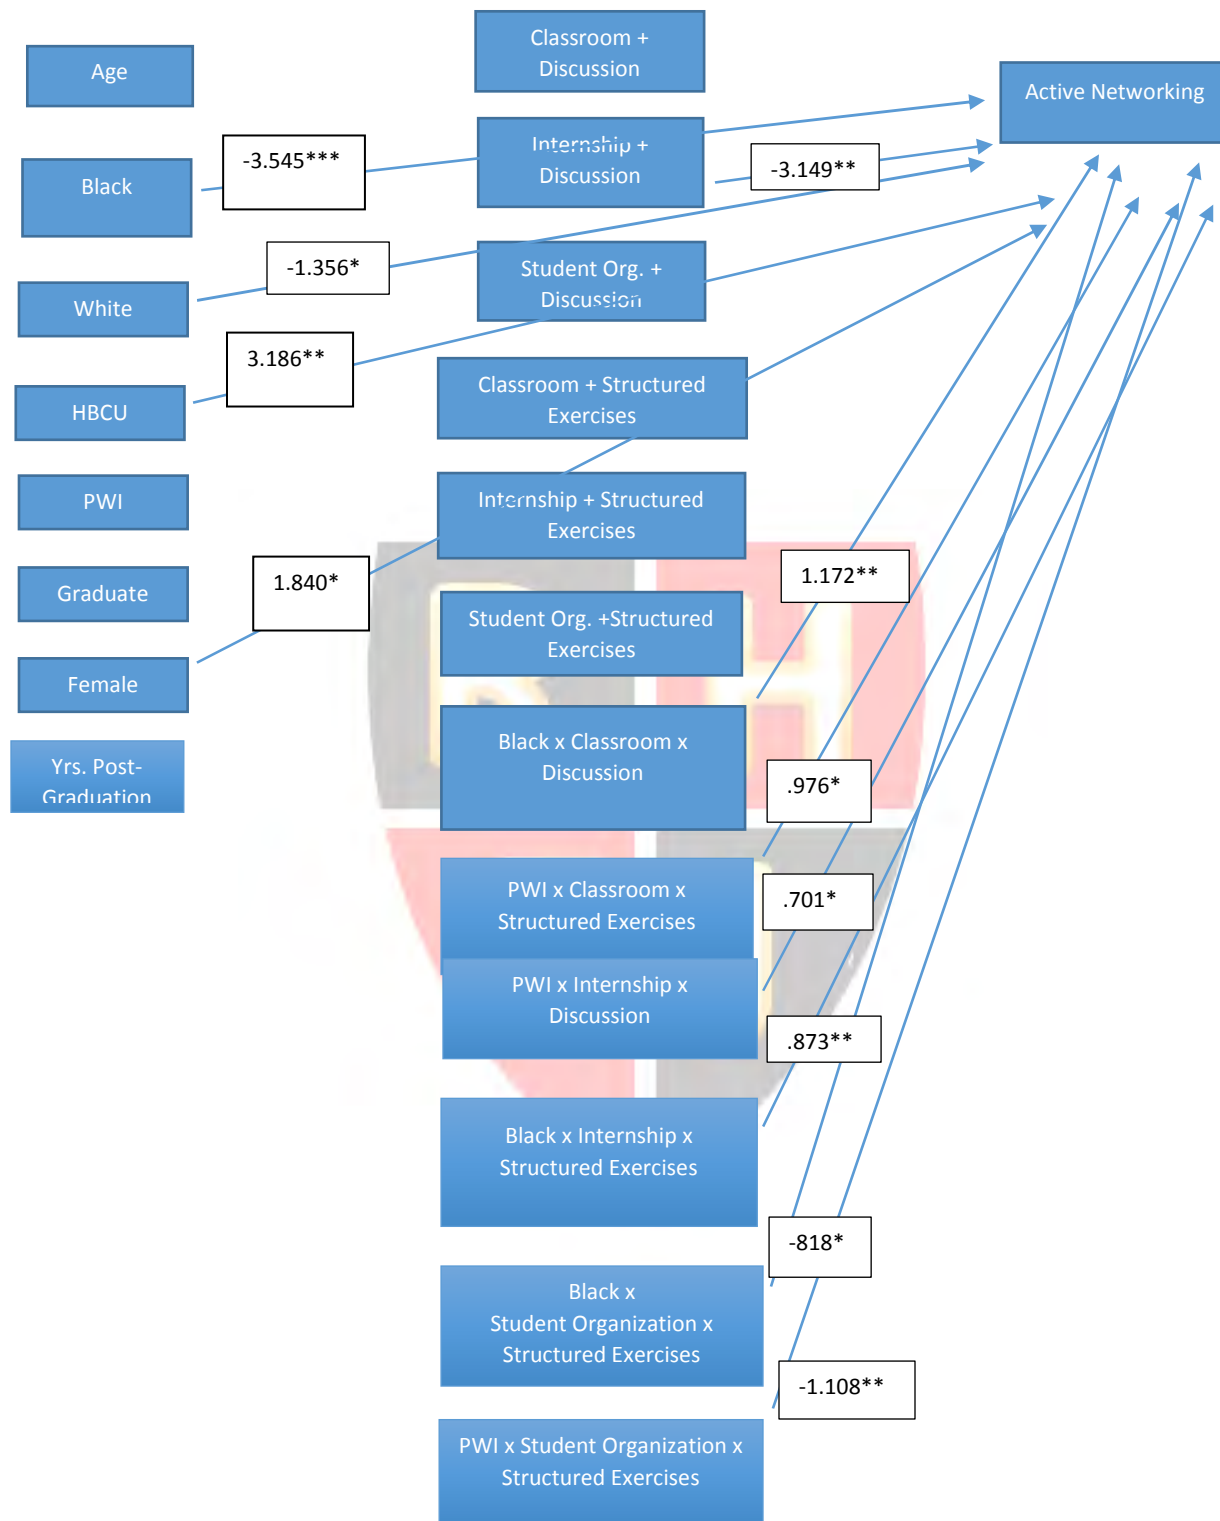 Age
Black
White
HBCU
PWI
Graduate
Female
Yrs. Post-
Graduation
-3.545***
-1.356*
3.186**
1.840*
Classroom +
Discussion
Internship +
Discussion
Student Org. +
Discussion
Classroom + Structured
Exercises
Internship + Structured
Exercises
Student Org. +Structured
Exercises
Black x Classroom x
Discussion
PWI x Classroom x
Structured Exercises
PWI x Internship x
Discussion
Black x Internship x
Structured Exercises
Black x
Student Organization x
Structured Exercises
PWI x Student Organization x
Structured Exercises
-3.149**
1.172**
.976*
.701*
.873**
-818*
-1.108**
Active Networking